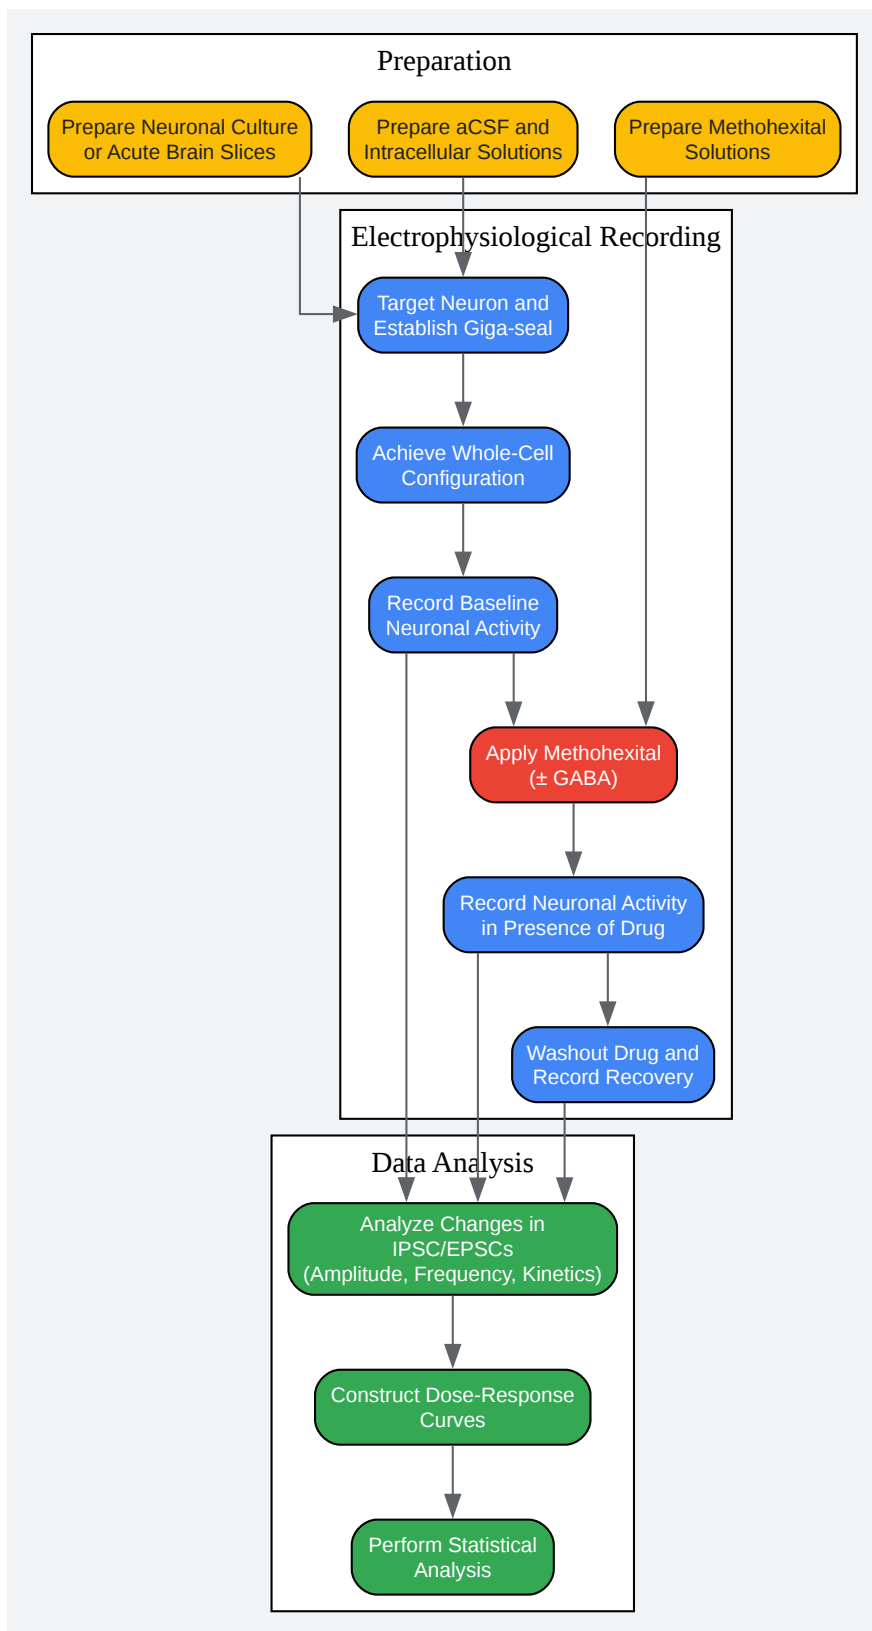 Preparation
Prepare Neuronal Culture
or Acute Brain Slices
Prepare aCSF and
Intracellular Solutions
Prepare Methohexital
Solutions
Electrophysiological Recording
Target Neuron and
Establish Giga-seal
Achieve Whole-Cell
Configuration
Record Baseline
Neuronal Activity
Apply Methohexital
(± GABA)
Record Neuronal Activity
in Presence of Drug
Washout Drug and
Record Recovery
Data Analysis
Analyze Changes in
IPSC/EPSCs
(Amplitude, Frequency, Kinetics)
Construct Dose-Response
Curves
Perform Statistical
Analysis